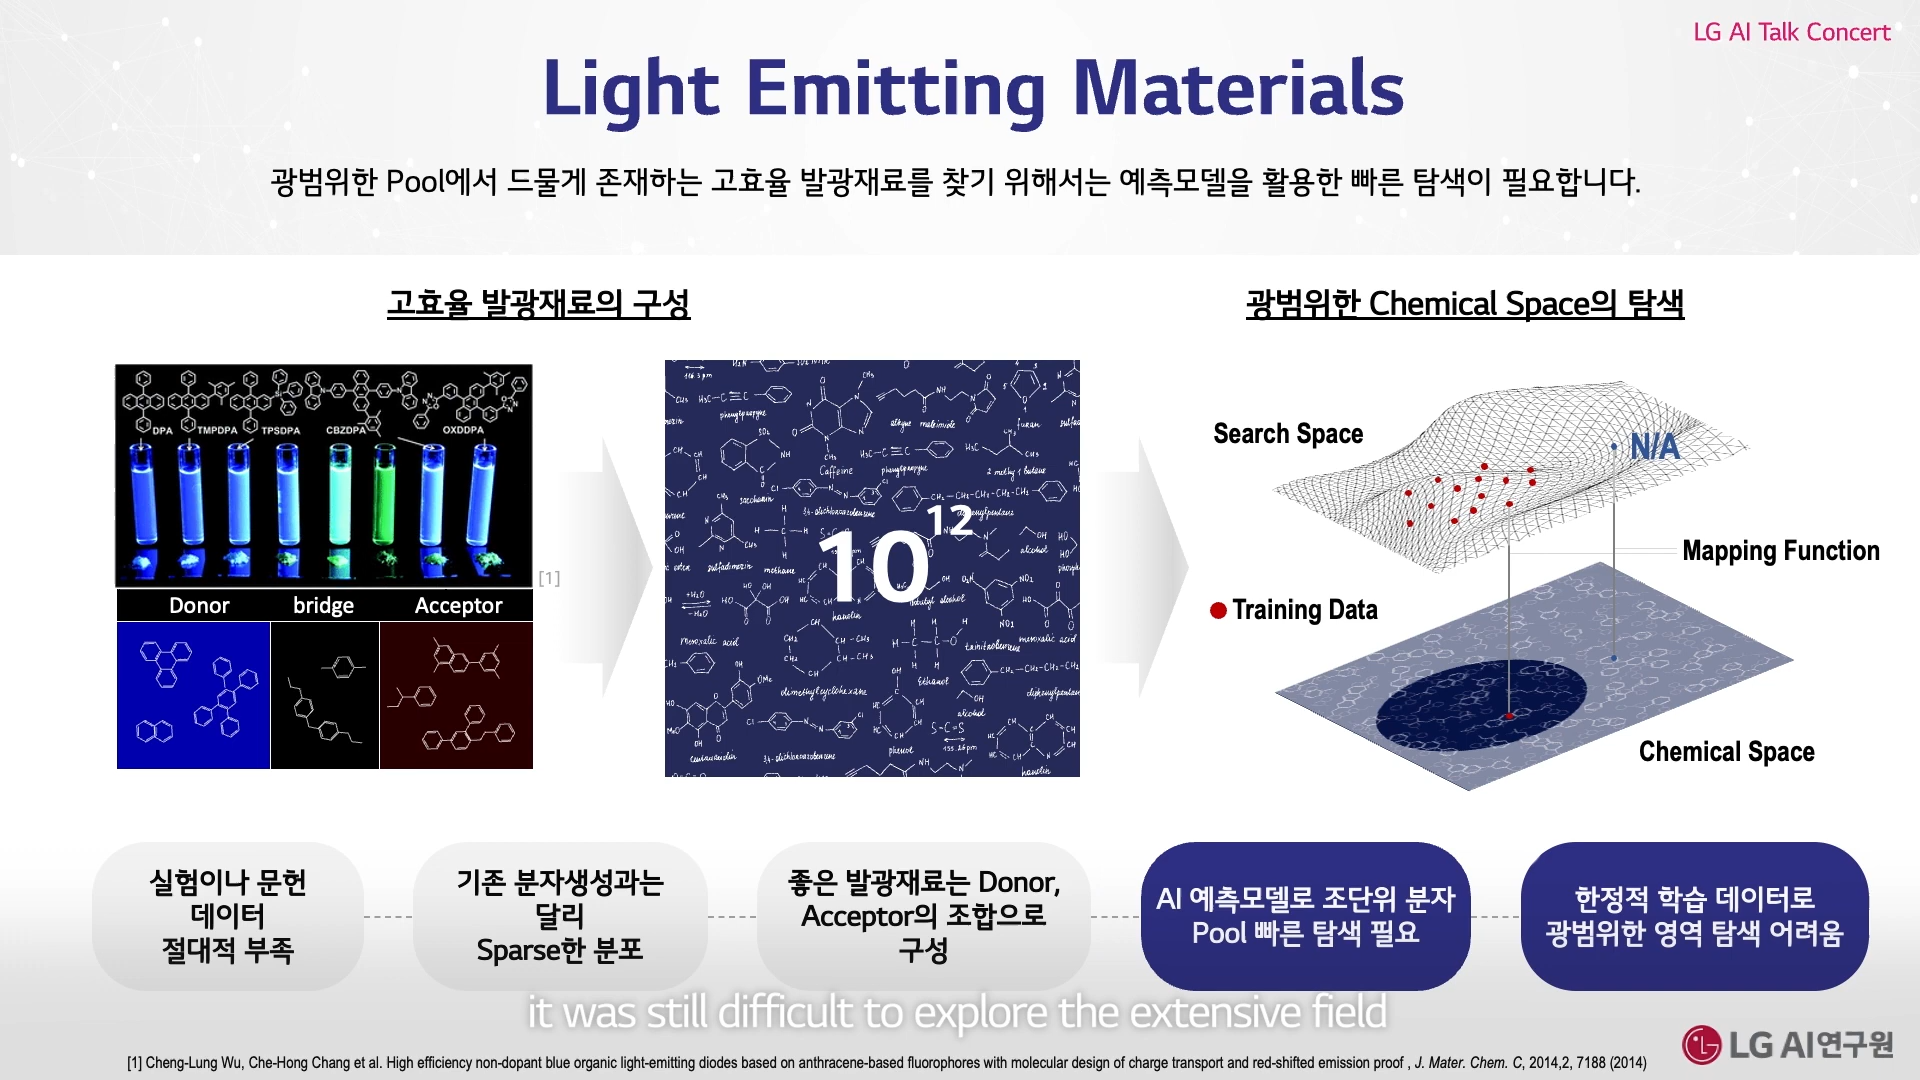 LG AI Talk Concert
Light Emitting Materials
광범위한 Pool에서 드물게 존재하는 고효율 발광재료를 찾기 위해서는 예측모델을 활용한 빠른 탐색이 필요합니다.
고효율 발광재료의 구성
광범위한 Chemical Space의 탐색
DPA TMPDPA TPSDPA CBZDPA OXDDPA
[1]
Donor bridge Acceptor
10^12
Search Space
N/A
Mapping Function
Training Data
Chemical Space
실험이나 문헌
데이터
절대적 부족
기존 분자생성과는
달리
Sparse한 분포
좋은 발광재료는 Donor,
Acceptor의 조합으로
구성
AI 예측모델로 조단위 분자
Pool 빠른 탐색 필요
한정적 학습 데이터로
광범위한 영역 탐색 어려움
it was still difficult to explore the extensive field
LG AI연구원
[1] Cheng-Lung Wu, Che-Hong Chang et al. High efficiency non-dopant blue organic light-emitting diodes based on anthracene-based fluorophores with molecular design of charge transport and red-shifted emission proof , J. Mater. Chem. C, 2014,2, 7188 (2014)